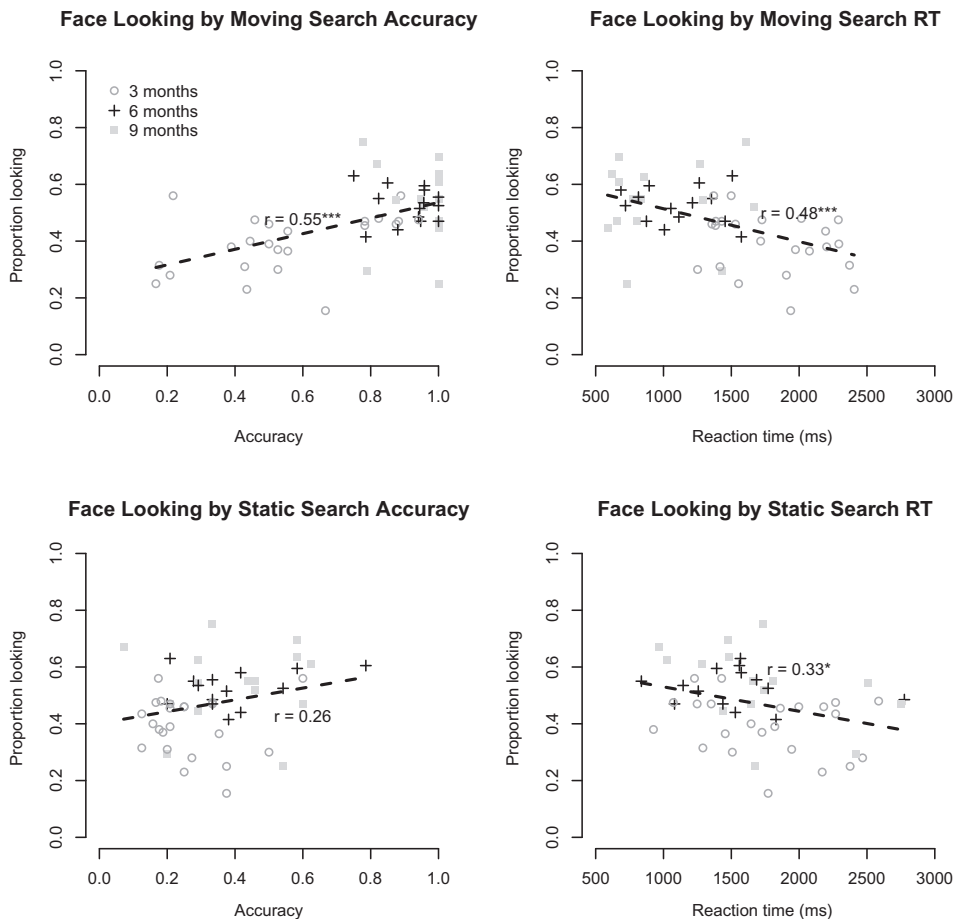 Face Looking by Moving Search Accuracy
Proportion looking
0.0 0.2 0.4 0.6 0.8 1.0
3 months
6 months
9 months
r = 0.55***
0.0 0.2 0.4 0.6 0.8 1.0
Accuracy
Face Looking by Moving Search RT
Proportion looking
0.0 0.2 0.4 0.6 0.8 1.0
r = 0.48***
500 1000 1500 2000 2500 3000
Reaction time (ms)
Face Looking by Static Search Accuracy
Proportion looking
0.0 0.2 0.4 0.6 0.8 1.0
r = 0.26
0.0 0.2 0.4 0.6 0.8 1.0
Accuracy
Face Looking by Static Search RT
Proportion looking
0.0 0.2 0.4 0.6 0.8 1.0
r = 0.33*
500 1000 1500 2000 2500 3000
Reaction time (ms)